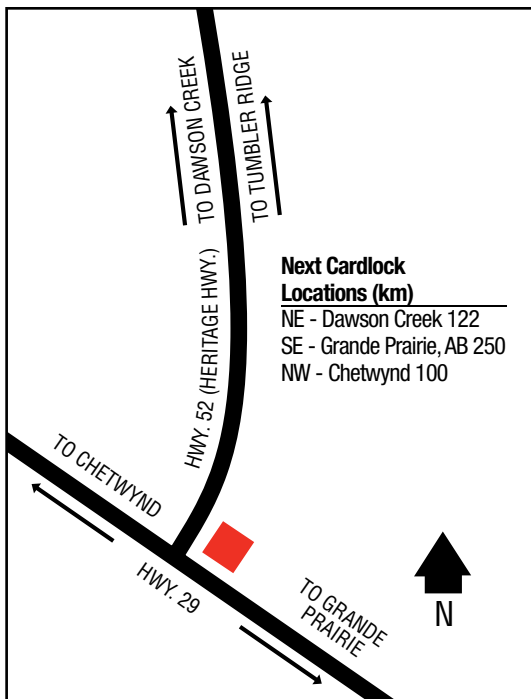 TO DAWSON CREEK
TO TUMBLER RIDGE
HWY. 52 (HERITAGE HWY.)
Next Cardlock
Locations (km)
NE - Dawson Creek 122
SE - Grande Prairie, AB 250
NW - Chetwynd 100
TO CHETWYND
HWY. 29
TO GRANDE
PRAIRIE
N